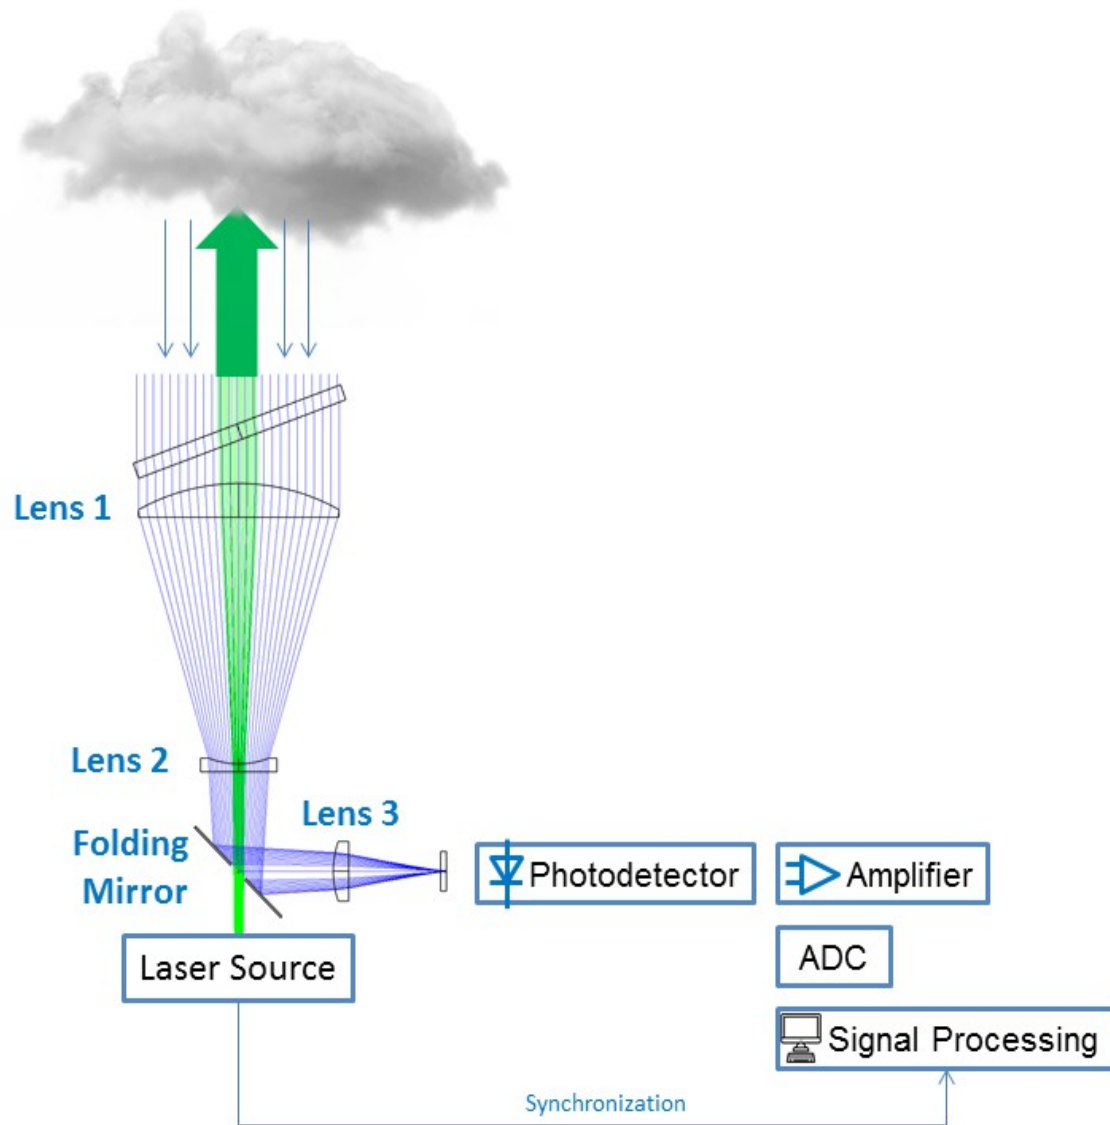 Lens 1
Lens 2
Lens 3
Folding
Mirror
Photodetector
Amplifier
Laser Source
ADC
Signal Processing
Synchronization